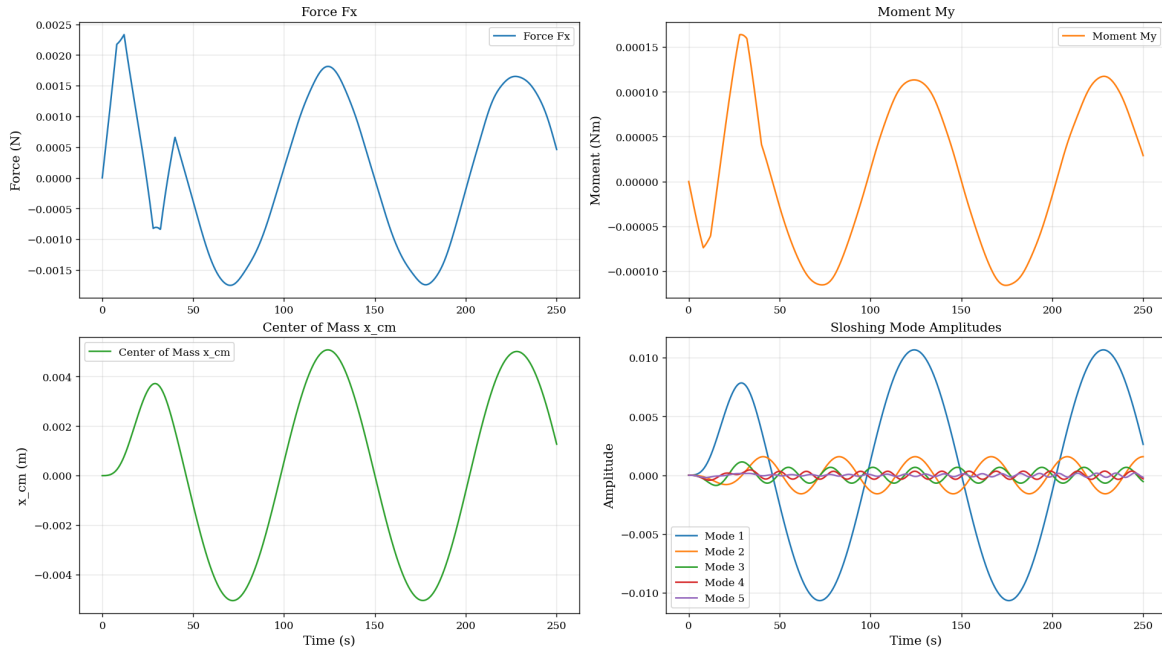 Force Fx
0.0025
0.0020
0.0015
0.0010
0.0005
0.0000
−0.0005
−0.0010
−0.0015
Force (N)
Force Fx
0 50 100 150 200 250
Moment My
0.00015
0.00010
0.00005
0.00000
−0.00005
−0.00010
Moment (Nm)
Moment My
0 50 100 150 200 250
Center of Mass x_cm
0.004
0.002
0.000
−0.002
−0.004
x_cm (m)
Center of Mass x_cm
0 50 100 150 200 250
Time (s)
Sloshing Mode Amplitudes
0.010
0.005
0.000
−0.005
−0.010
Amplitude
Mode 1
Mode 2
Mode 3
Mode 4
Mode 5
0 50 100 150 200 250
Time (s)